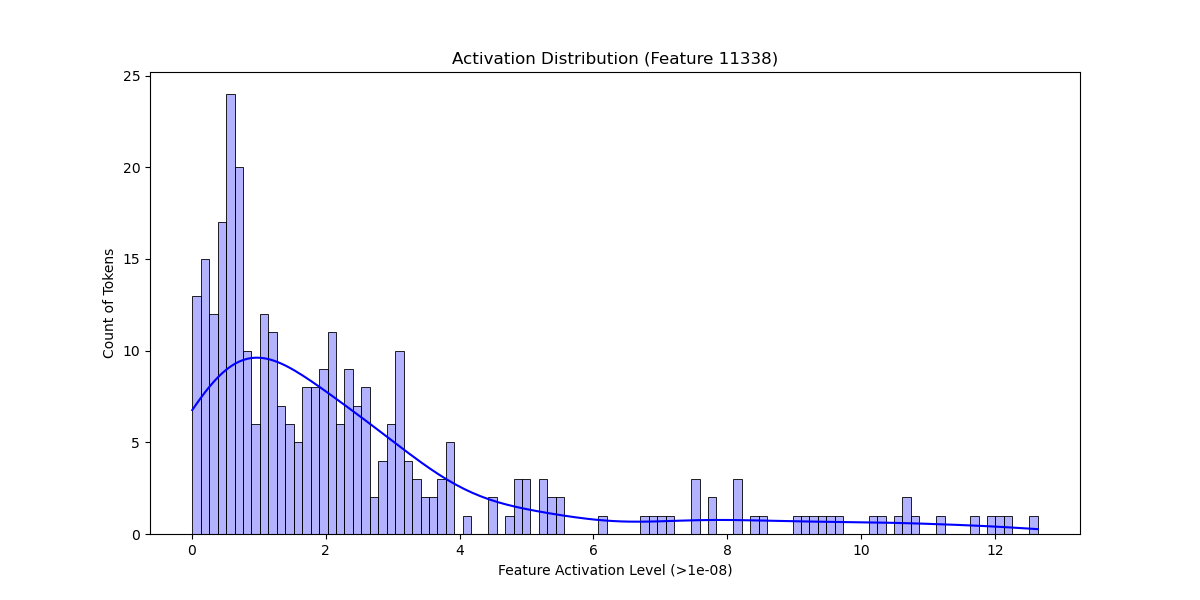 Activation Distribution (Feature 11338)
25
20
15
10
5
0
Count of Tokens
0 2 4 6 8 10 12
Feature Activation Level (>1e-08)